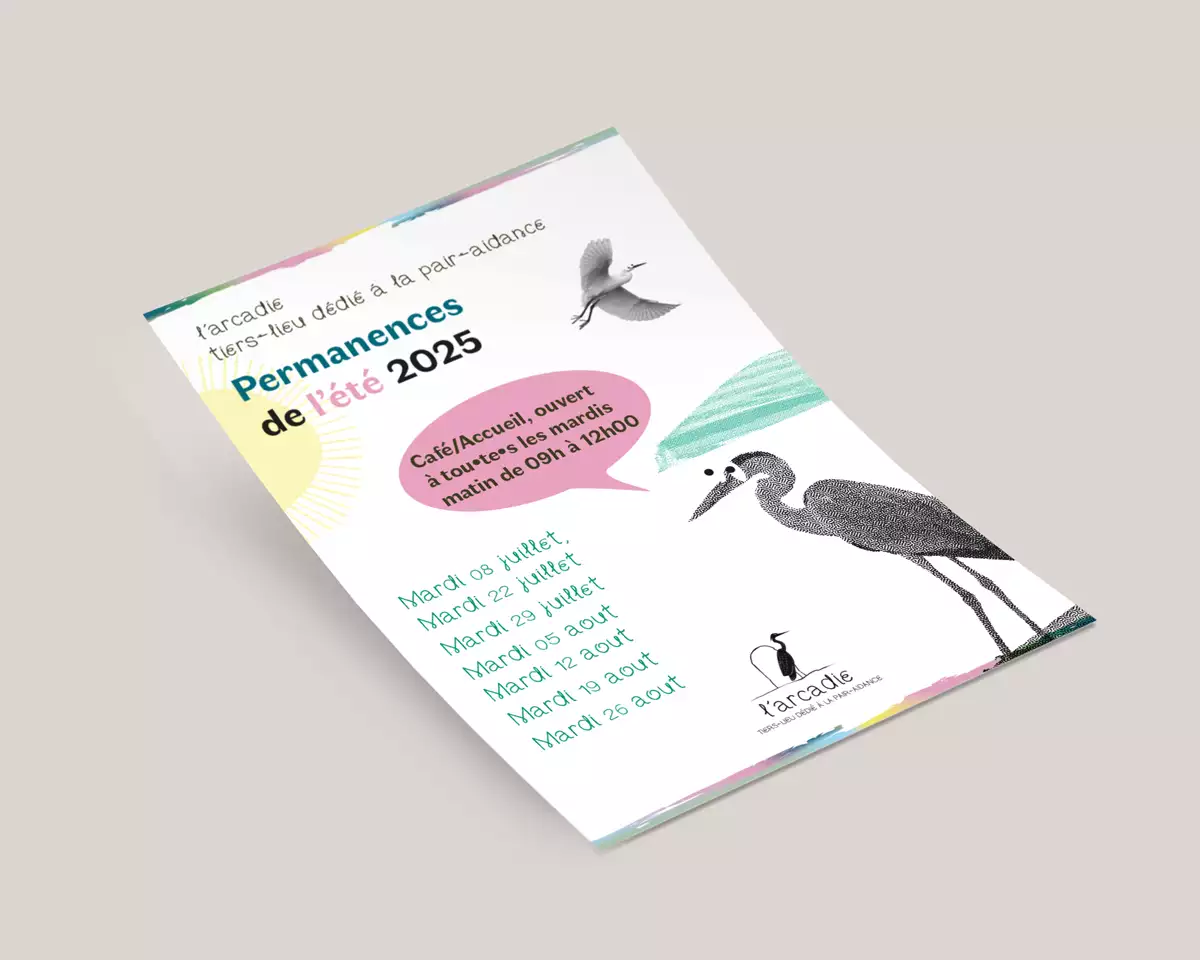 l'arcadie
tiers-lieu dédié à la pair-aidance
Permanences
de l'été 2025
Café/Accueil, ouvert
à tou•te•s les mardis
matin de 09h à 12h00
Mardi 08 juillet,
Mardi 22 juillet
Mardi 29 juillet
Mardi 05 aout
Mardi 12 aout
Mardi 19 aout
Mardi 26 aout
l'arcadie
TIERS-LIEU DÉDIÉ À LA PAIR-AIDANCE